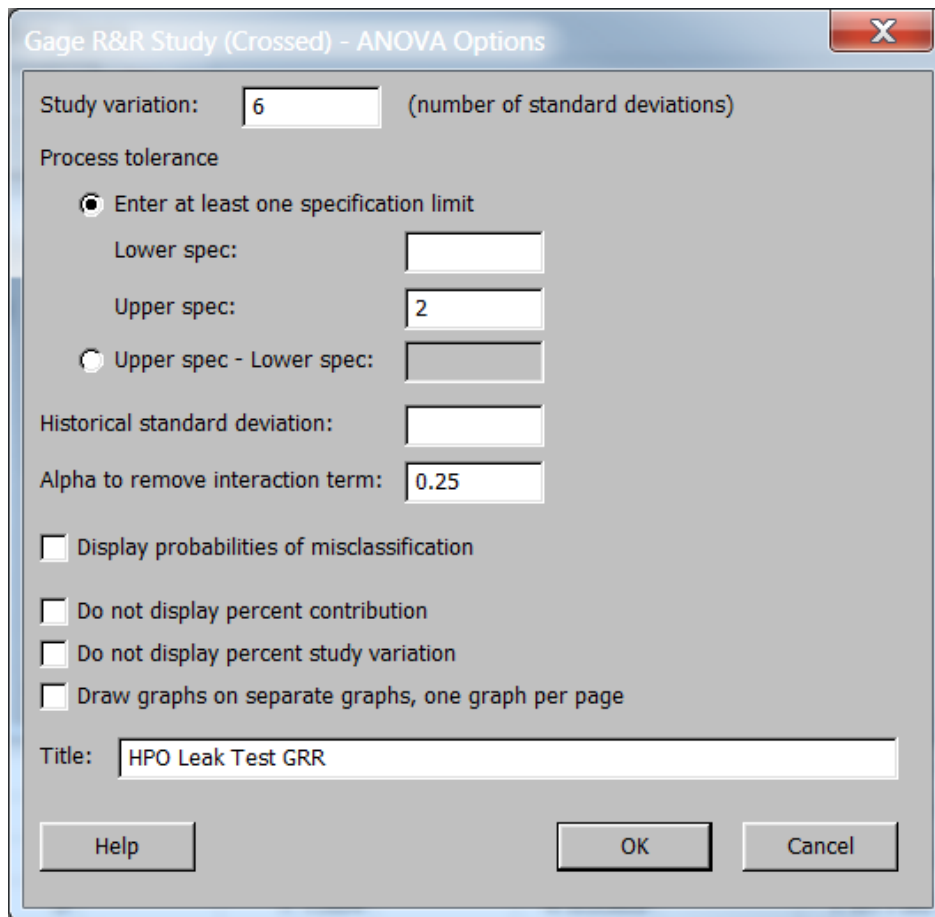 Gage R&R Study (Crossed) - ANOVA Options
X
Study variation: 6 (number of standard deviations)
Process tolerance
Enter at least one specification limit
Lower spec:
Upper spec: 2
Upper spec - Lower spec:
Historical standard deviation:
Alpha to remove interaction term: 0.25
Display probabilities of misclassification
Do not display percent contribution
Do not display percent study variation
Draw graphs on separate graphs, one graph per page
Title: HPO Leak Test GRR
Help OK Cancel